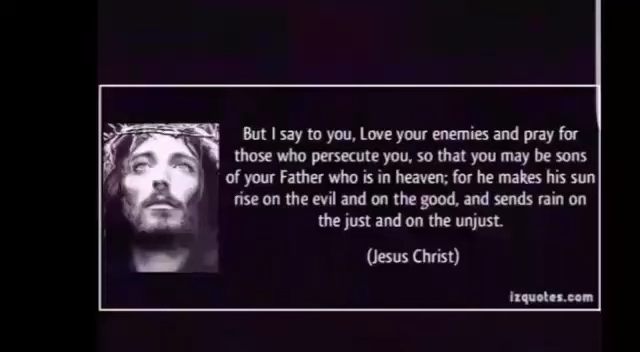 But I say to you, Love your enemies and pray for
those who persecute you, so that you may be sons
of your Father who is in heaven; for he makes his sun
rise on the evil and on the good, and sends rain on
the just and on the unjust.
(Jesus Christ)
izquotes.com